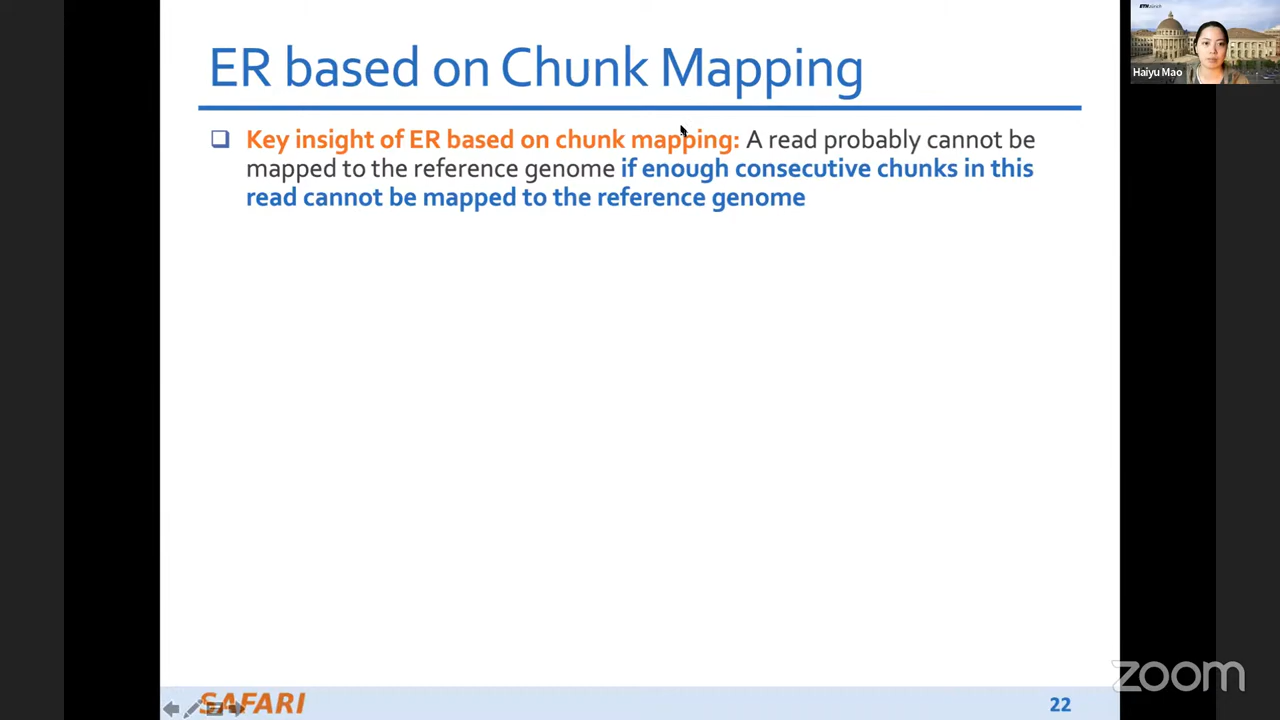 ER based on Chunk Mapping
Key insight of ER based on chunk mapping: A read probably cannot be
mapped to the reference genome if enough consecutive chunks in this
read cannot be mapped to the reference genome
ETH zürich
Haiyu Mao
SAFARI
22
zoom